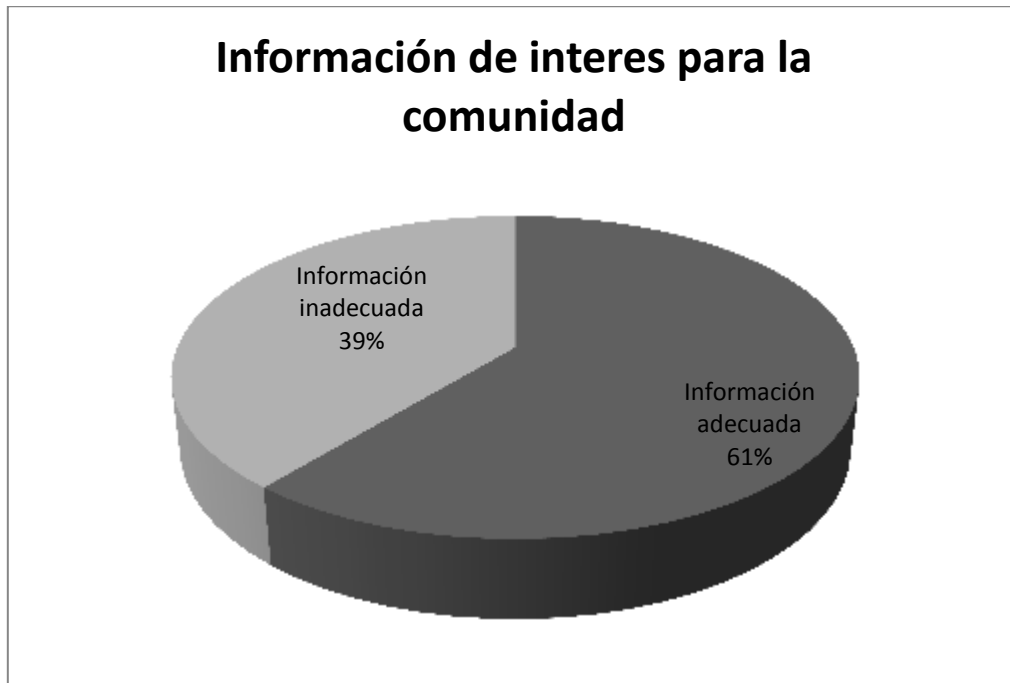 Información de interes para la
comunidad
Información
inadecuada
39%
Información
adecuada
61%